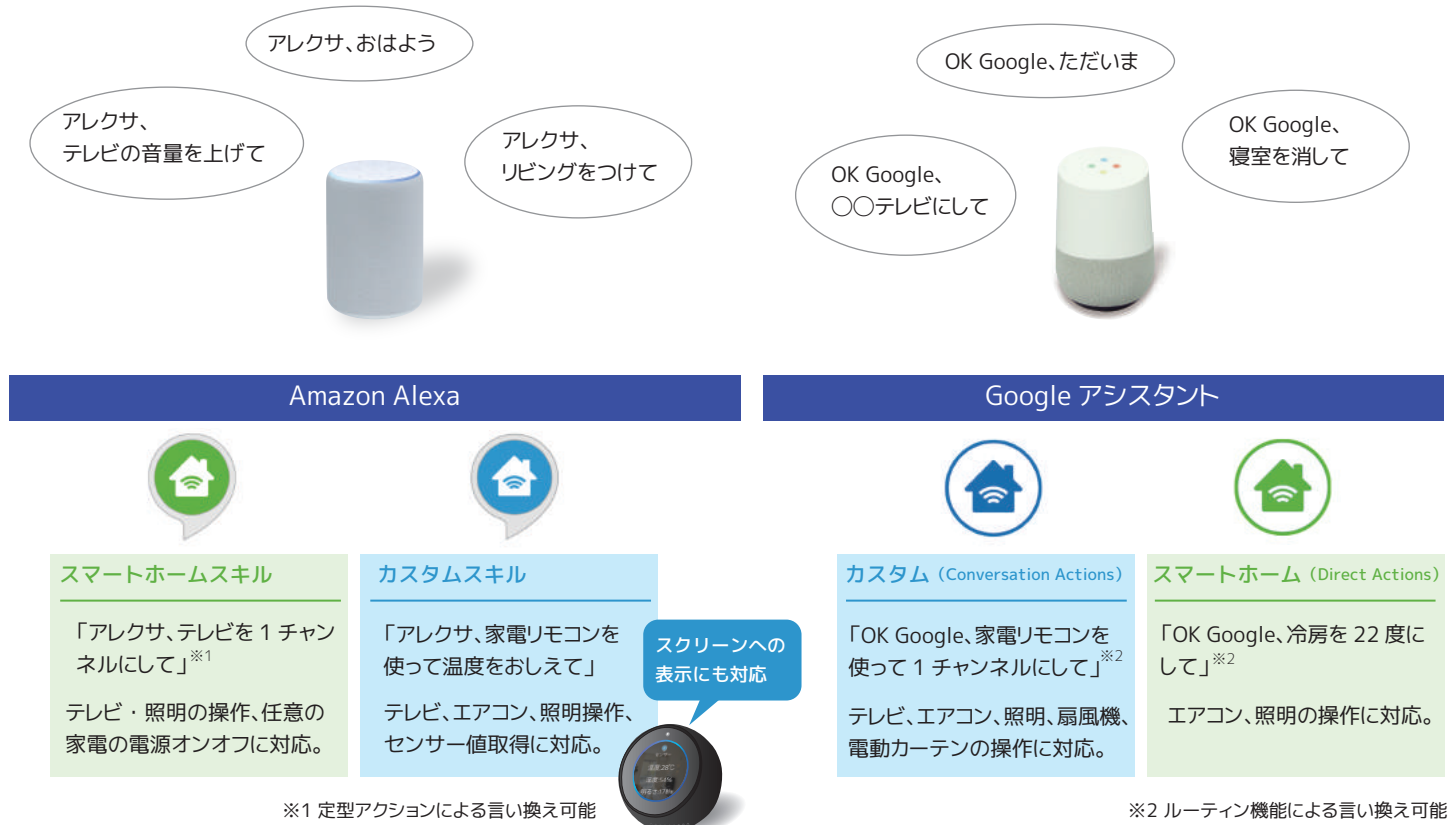 アレクサ、おはよう
アレクサ、
テレビの音量を上げて
アレクサ、
リビングをつけて
OK Google、ただいま
OK Google、
寝室を消して
OK Google、
○○テレビにして
Amazon Alexa
スマートホームスキル
「アレクサ、テレビを 1 チャン
ネルにして」※1
テレビ・照明の操作、任意の
家電の電源オンオフに対応。
カスタムスキル
「アレクサ、家電リモコンを
使って温度をおしえて」
テレビ、エアコン、照明操作、
センサー値取得に対応。
スクリーンへの
表示にも対応
温度:28℃
湿度:54%
※1 定型アクションによる言い換え可能
Google アシスタント
カスタム（Conversation Actions）
「OK Google、家電リモコンを
使って 1 チャンネルにして」※2
テレビ、エアコン、照明、扇風機、
電動カーテンの操作に対応。
スマートホーム（Direct Actions）
「OK Google、冷房を 22 度に
して」※2
エアコン、照明の操作に対応。
※2 ルーティン機能による言い換え可能